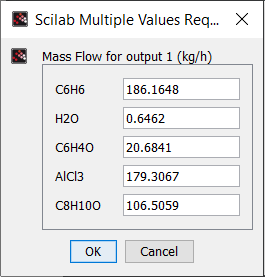 Scilab Multiple Values Req...
Mass Flow for output 1 (kg/h)
C6H6 186.1648
H2O 0.6462
C6H4O 20.6841
AlCl3 179.3067
C8H10O 106.5059
OK Cancel